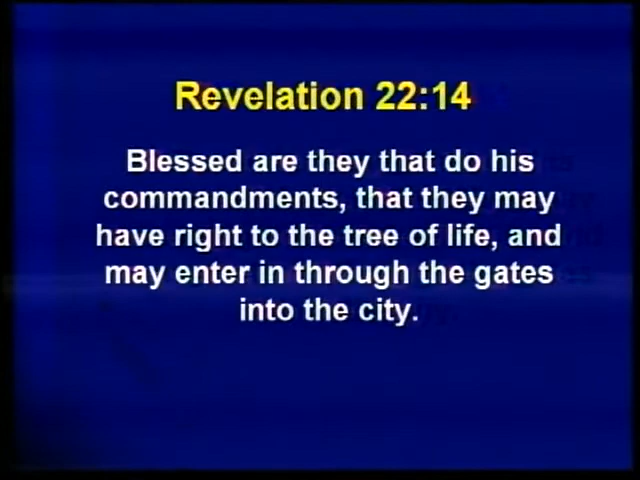 Revelation 22:14
Blessed are they that do his
commandments, that they may
have right to the tree of life, and
may enter in through the gates
into the city.